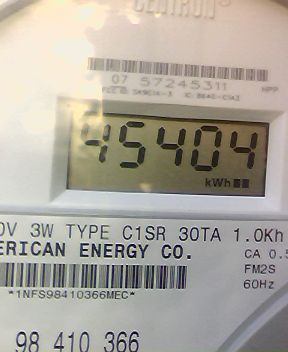 CENTRON
07 57245311 HPP
45404
kWh
0V 3W TYPE C1SR 30TA 1.0Kh
ERICAN ENERGY CO. CA 0.5
FM2S
*1NFS98410366MEC* 60Hz
98 410 366